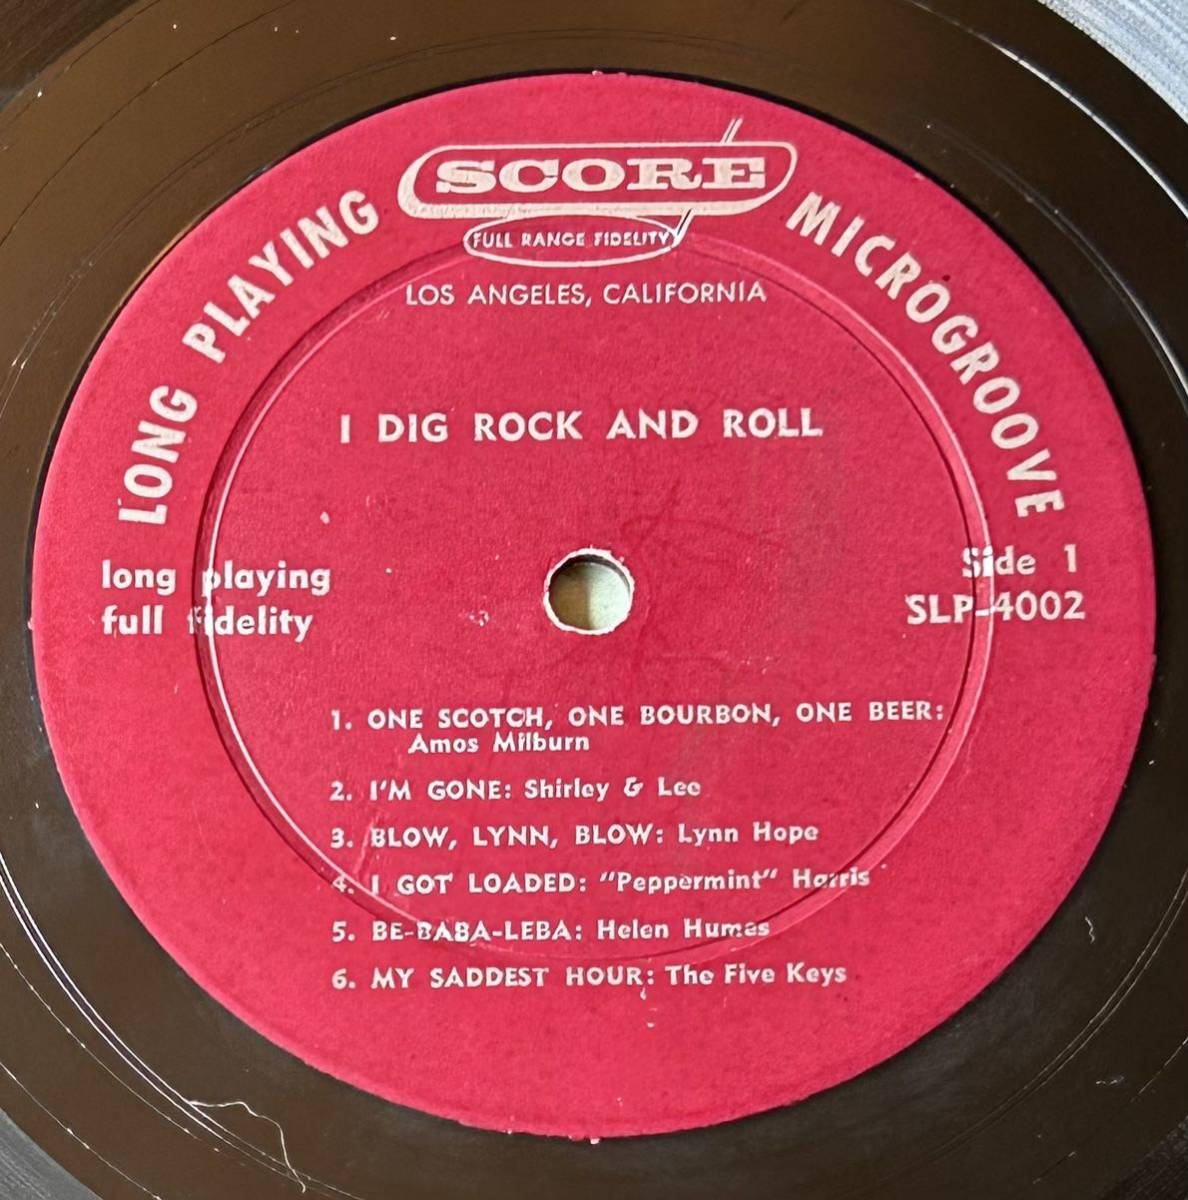 SCORE
FULL RANGE FIDELITY
LOS ANGELES, CALIFORNIA
LONG PLAYING MICROGROOVE
I DIG ROCK AND ROLL
long playing
full fidelity
Side 1
SLP-4002
1. ONE SCOTCH, ONE BOURBON, ONE BEER:
Amos Milburn
2. I'M GONE: Shirley & Lee
3. BLOW, LYNN, BLOW: Lynn Hope
4. I GOT LOADED: "Peppermint" Harris
5. BE-BABA-LEBA: Helen Humes
6. MY SADDEST HOUR: The Five Keys